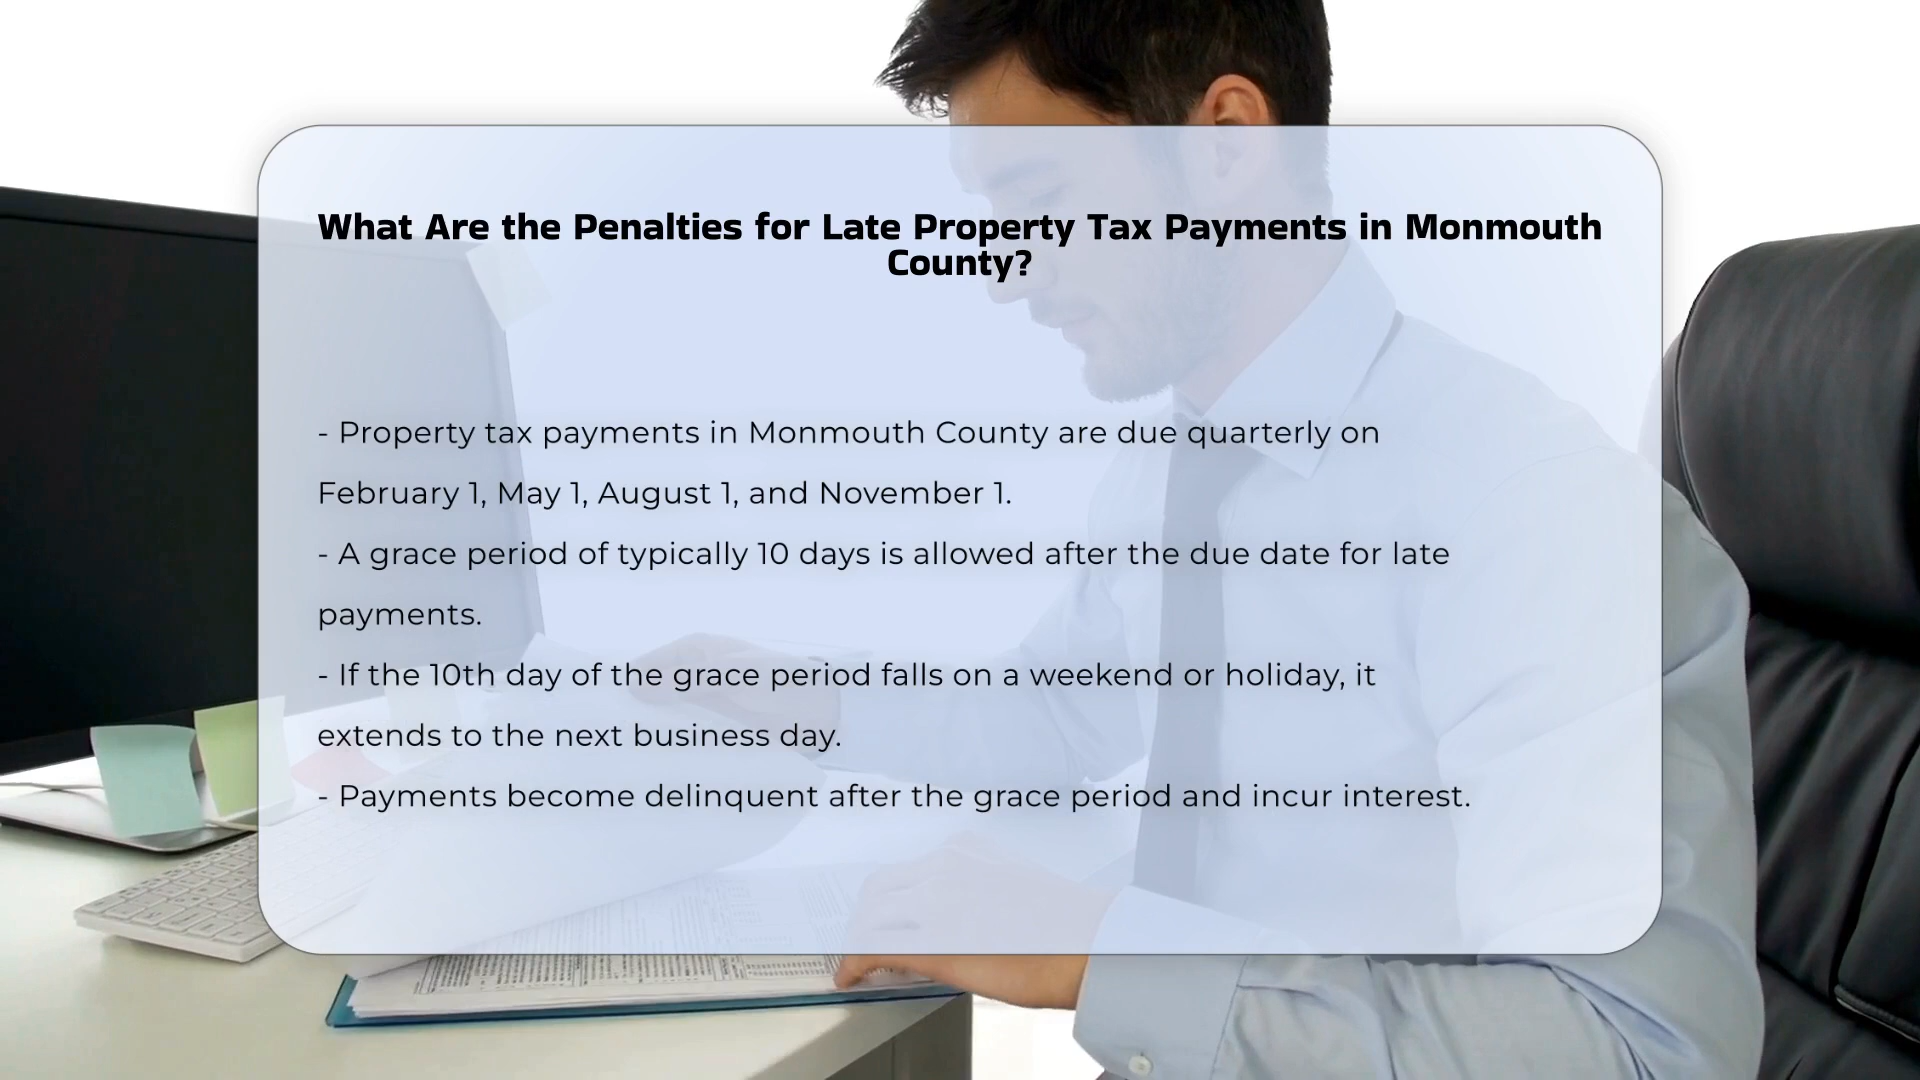 What Are the Penalties for Late Property Tax Payments in Monmouth
County?
- Property tax payments in Monmouth County are due quarterly on
February 1, May 1, August 1, and November 1.
- A grace period of typically 10 days is allowed after the due date for late
payments.
- If the 10th day of the grace period falls on a weekend or holiday, it
extends to the next business day.
- Payments become delinquent after the grace period and incur interest.